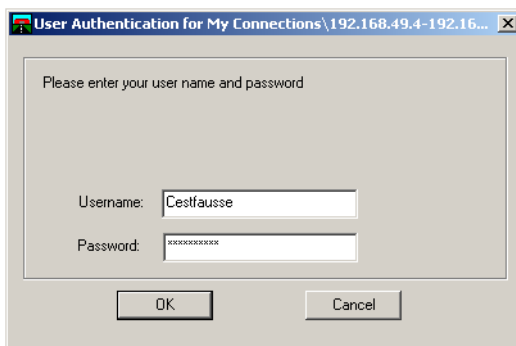 User Authentication for My Connections\192.168.49.4-192.16...
Please enter your user name and password
Username: Cestfausse
Password: **********
OK Cancel